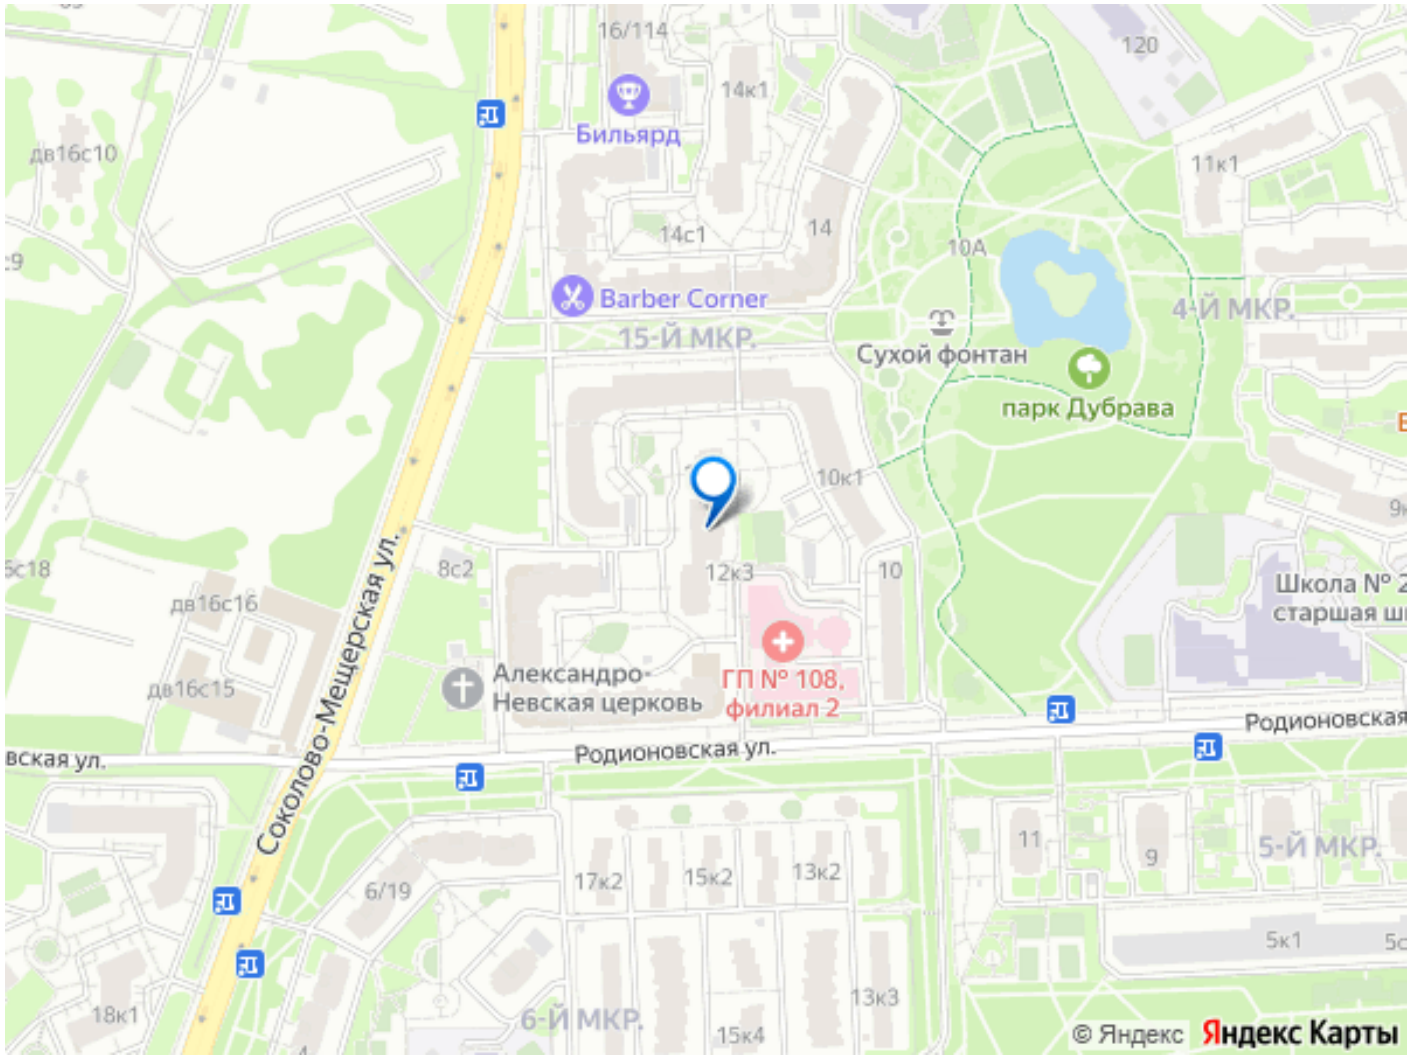 16/114
120
14к1
Бильярд
дв16с10
11к1
14
14с1
10А
Barber Corner
4-Й МКР.
15-Й МКР.
Сухой фонтан
парк Дубрава
10к1
8с2
12к3
10
дв16с16
Школа №
старшая
Соколово-Мещерская ул.
Александро-
Невская церковь
ГП № 108,
филиал 2
дв16с15
Родионовская
Родионовская ул.
вская ул.
11
9
5-Й МКР.
6/19
17к2
15к2
13к2
5к1
13к3
18к1
6-Й МКР.
15к4
© Яндекс Яндекс Карты